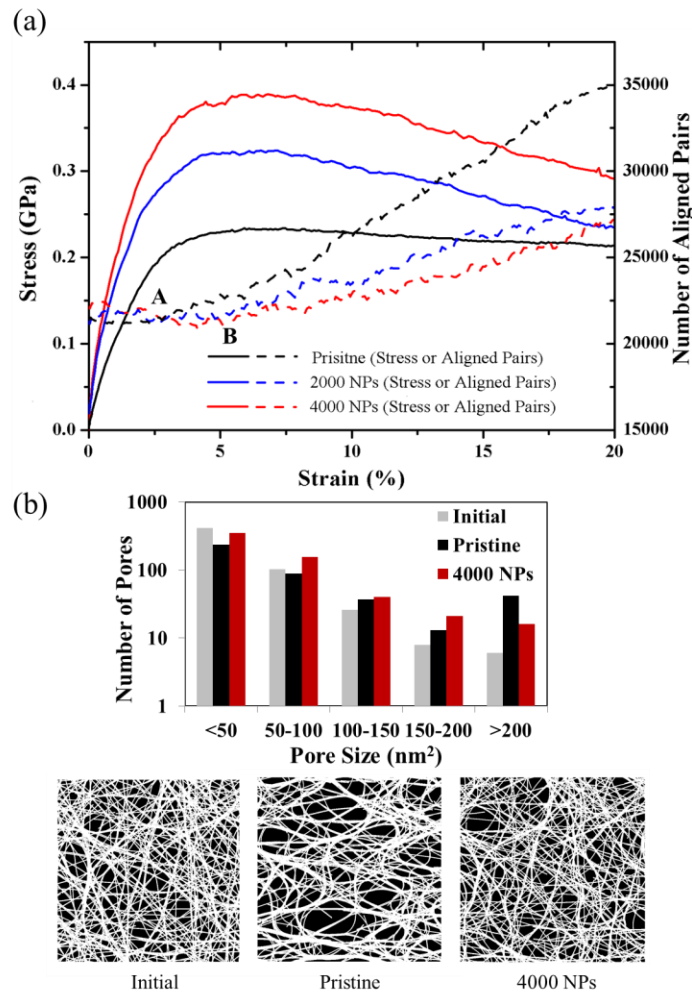 (a)
0.4
0.3
0.2
0.1
0.0
Stress (GPa)
35000
30000
25000
20000
15000
Number of Aligned Pairs
A
B
Prisitne (Stress or Aligned Pairs)
2000 NPs (Stress or Aligned Pairs)
4000 NPs (Stress or Aligned Pairs)
0 5 10 15 20
Strain (%)
(b)
1000
100
10
1
Number of Pores
Initial
Pristine
4000 NPs
<50 50-100 100-150 150-200 >200
Pore Size (nm²)
Initial Pristine 4000 NPs